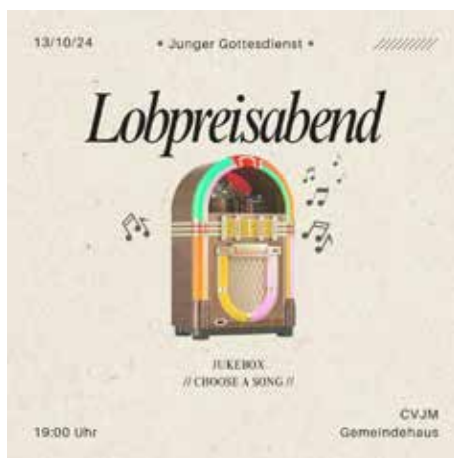 13/10/24
• Junger Gottesdienst •
//////////
Lobpreisabend
JUKEBOX
// CHOOSE A SONG //
19:00 Uhr
CVJM
Gemeindehaus